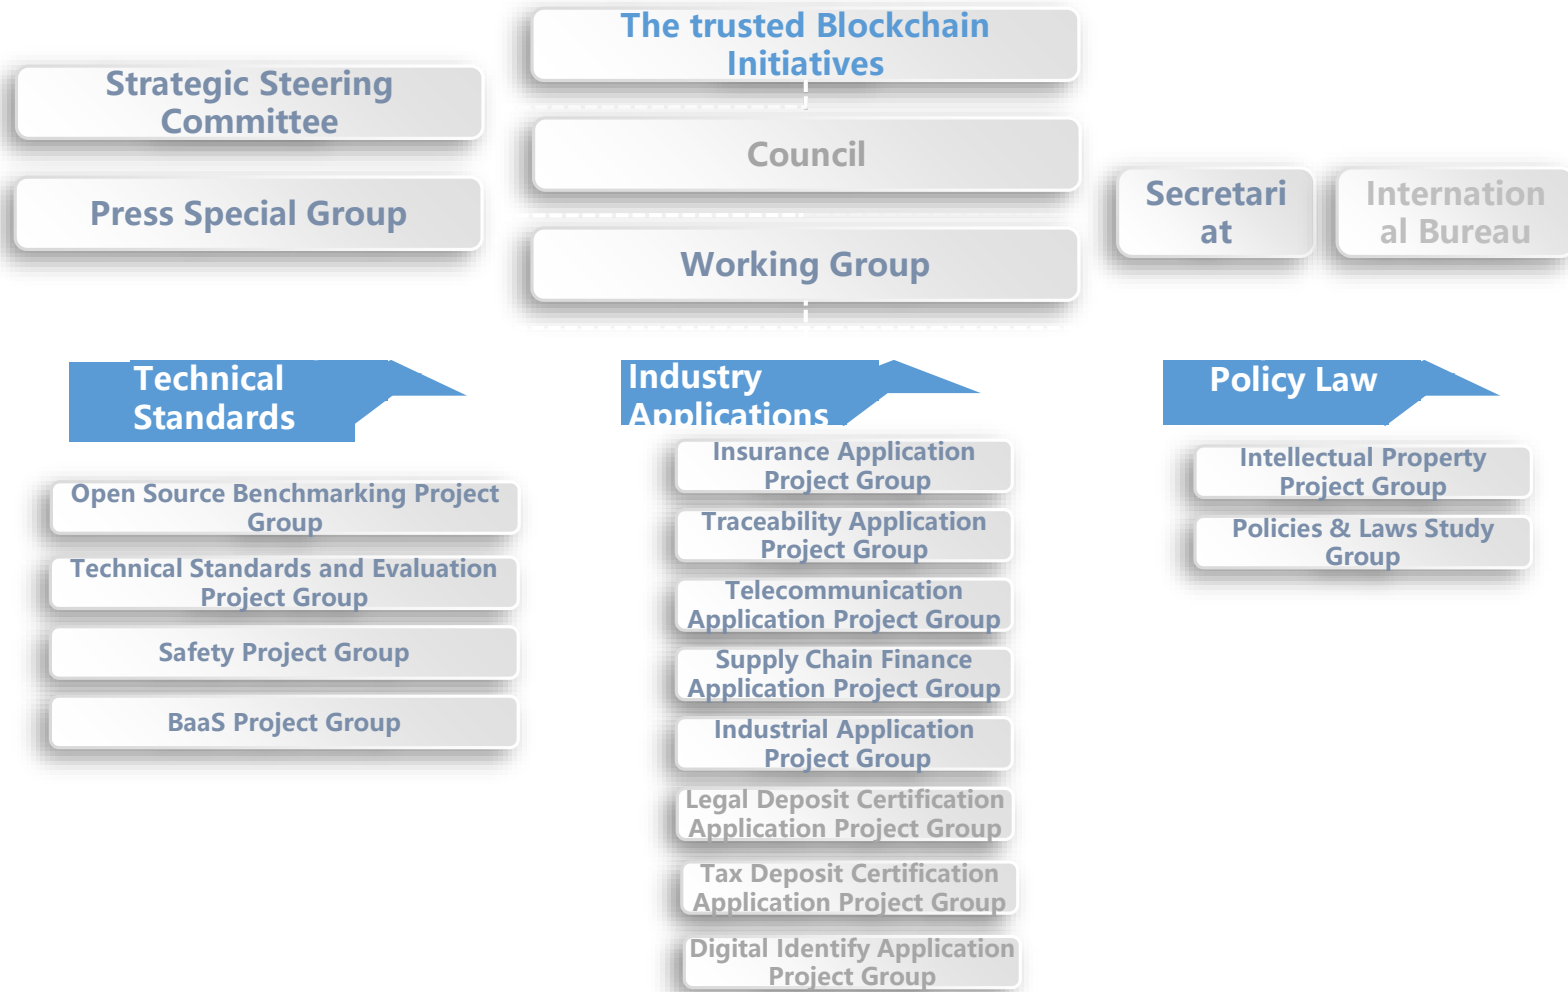 The trusted Blockchain
Initiatives
Strategic Steering
Committee
Council
Press Special Group
Secretari
at
Internation
al Bureau
Working Group
Technical
Standards
Open Source Benchmarking Project
Group
Technical Standards and Evaluation
Project Group
Safety Project Group
BaaS Project Group
Industry
Applications
Insurance Application
Project Group
Traceability Application
Project Group
Telecommunication
Application Project Group
Supply Chain Finance
Application Project Group
Industrial Application
Project Group
Legal Deposit Certification
Application Project Group
Tax Deposit Certification
Application Project Group
Digital Identify Application
Project Group
Policy Law
Intellectual Property
Project Group
Policies & Laws Study
Group